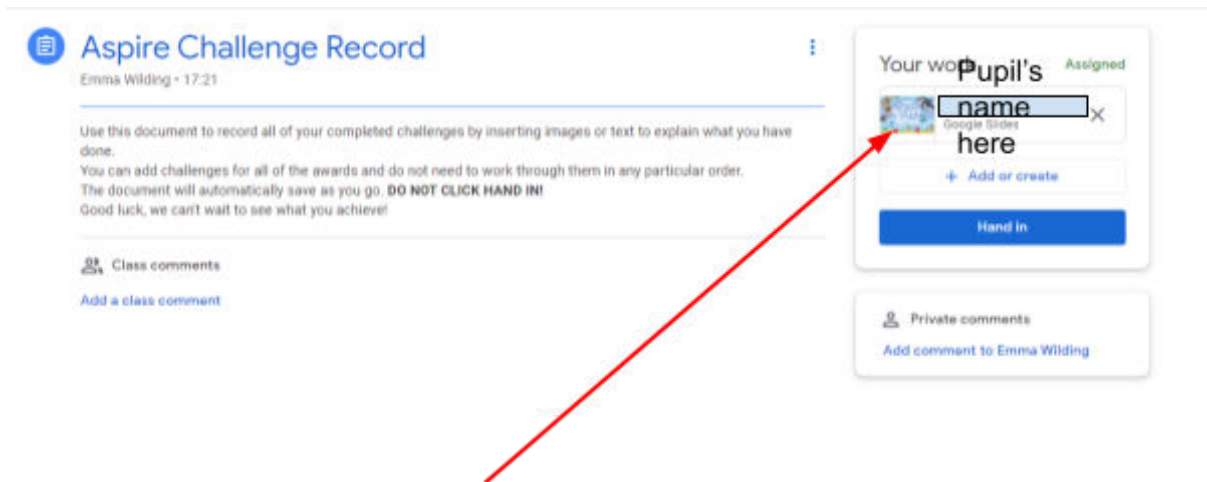 Aspire Challenge Record
Emma Wilding • 17:21
Use this document to record all of your completed challenges by inserting images or text to explain what you have
done.
You can add challenges for all of the awards and do not need to work through them in any particular order.
The document will automatically save as you go. DO NOT CLICK HAND IN!
Good luck, we can't wait to see what you achieve!
Class comments
Add a class comment
Your work
Assigned
Pupil's
name
here
Google Slides
+ Add or create
Hand in
Private comments
Add comment to Emma Wilding